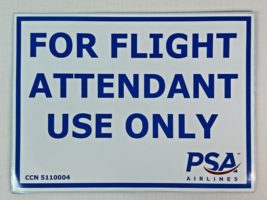 FOR FLIGHT
ATTENDANT
USE ONLY
CCN 5110004
PSA
AIRLINES